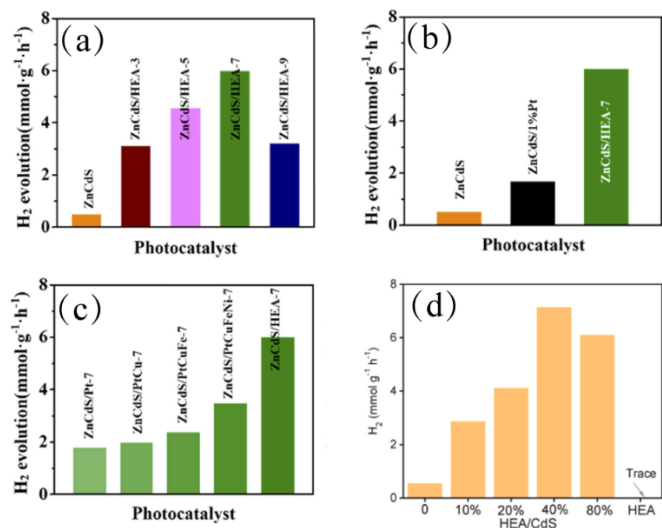 (a)
H₂ evolution(mmol·g⁻¹·h⁻¹)
8
6
4
2
0
ZnCdS
ZnCdS/HEA-3
ZnCdS/HEA-5
ZnCdS/HEA-7
ZnCdS/HEA-9
Photocatalyst
(b)
H₂ evolution(mmol·g⁻¹·h⁻¹)
8
6
4
2
0
ZnCdS
ZnCdS/1%Pt
ZnCdS/HEA-7
Photocatalyst
(c)
H₂ evolution(mmol·g⁻¹·h⁻¹)
8
6
4
2
0
ZnCdS/Pt-7
ZnCdS/PtCu-7
ZnCdS/PtCuFe-7
ZnCdS/PtCuFeNi-7
ZnCdS/HEA-7
Photocatalyst
(d)
H₂ (mmol g⁻¹ h⁻¹)
8
6
4
2
0
Trace
0 10% 20% 40% 80% HEA
HEA/CdS